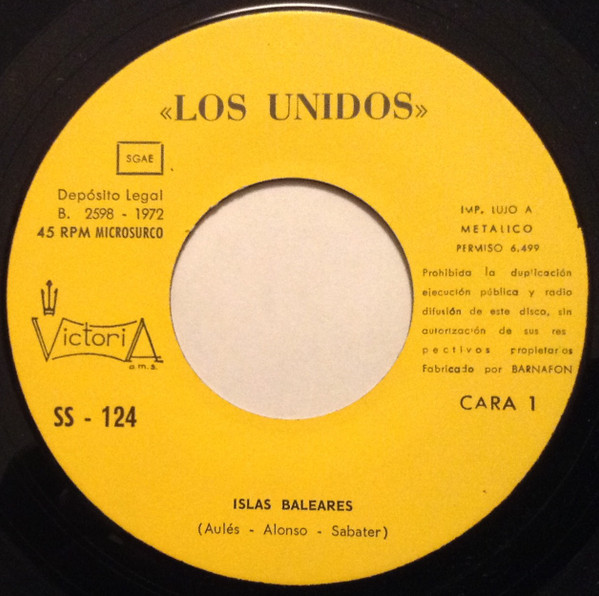 «LOS UNIDOS»
SGAE
Depósito Legal
B. 2598 - 1972
45 RPM MICROSURCO
VictoriA
a.m.s.
SS - 124
IMP. LUJO A
METALICO
PERMISO 6.499
Prohibida la duplicación
ejecución pública y radio
difusión de este disco, sin
autorización de sus res
pectivos propietarios
Fabricado por BARNAFON
CARA 1
ISLAS BALEARES
(Aulés - Alonso - Sabater)